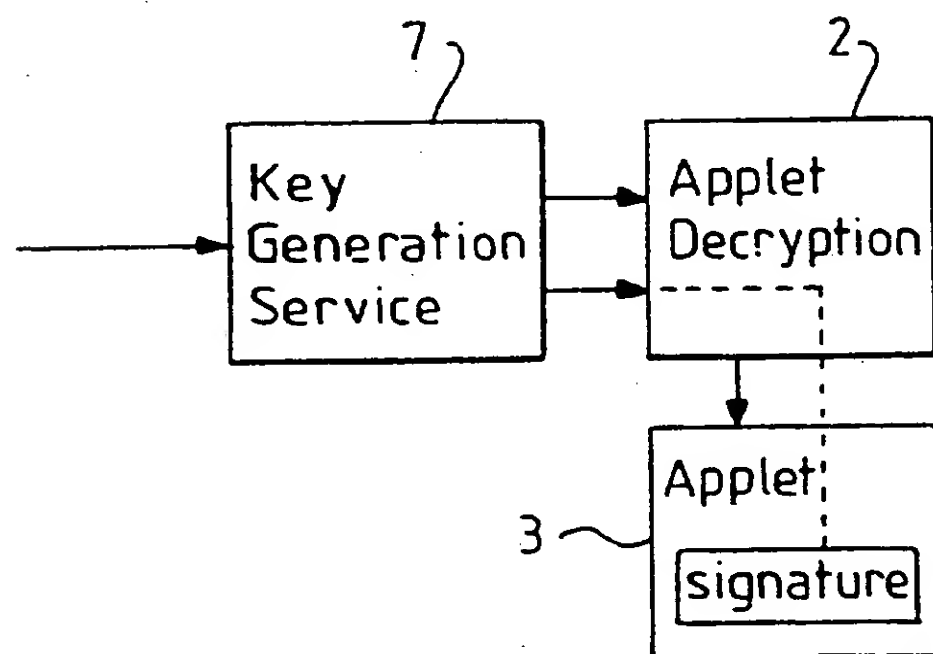 7
2
Key
Generation
Service
Applet
Decryption
Applet
3
signature